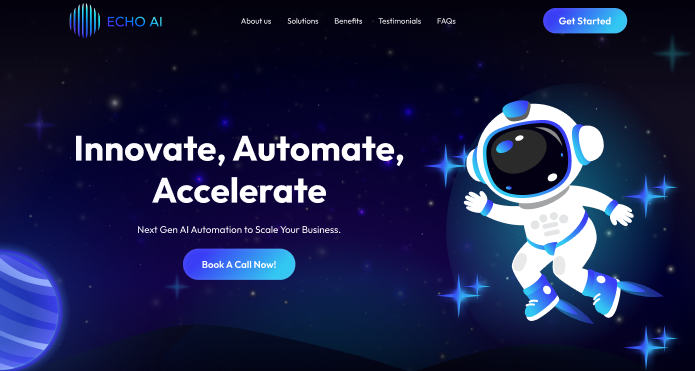 ECHO AI
About us
Solutions
Benefits
Testimonials
FAQs
Get Started
Innovate, Automate,
Accelerate
Next Gen AI Automation to Scale Your Business.
Book A Call Now!